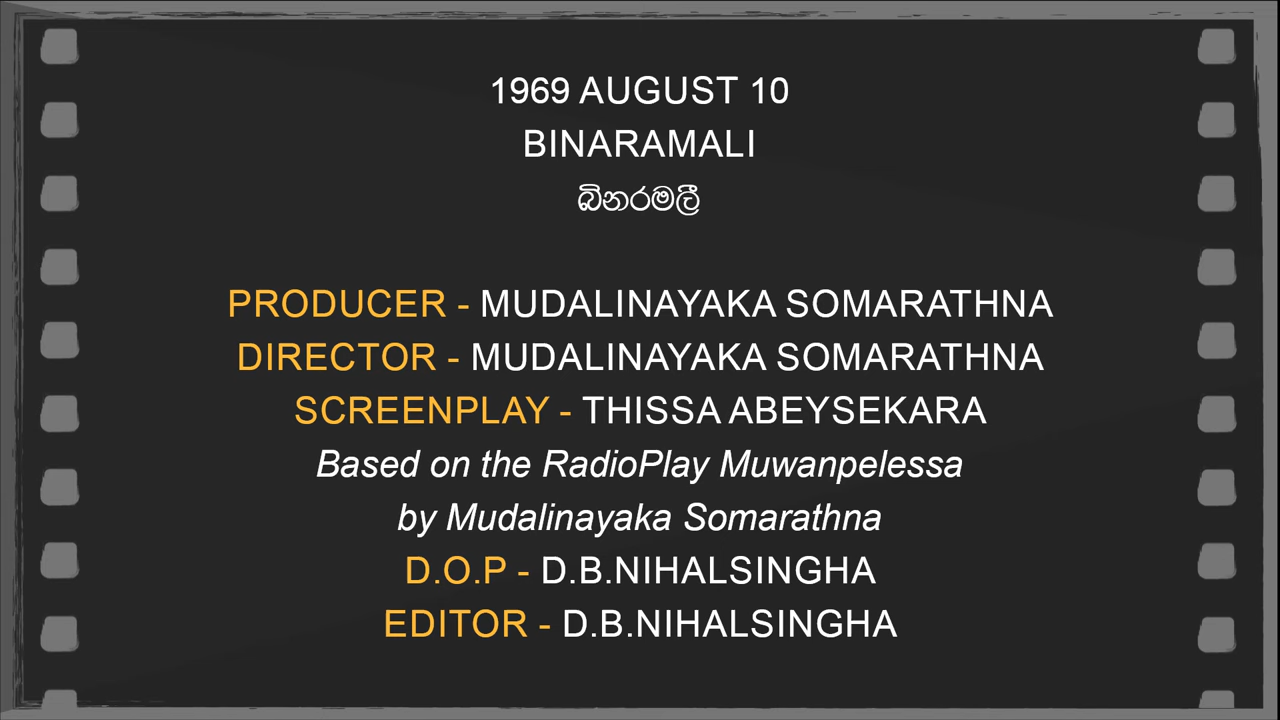 1969 AUGUST 10
BINARAMALI
බිනරමලී
PRODUCER - MUDALINAYAKA SOMARATHNA
DIRECTOR - MUDALINAYAKA SOMARATHNA
SCREENPLAY - THISSA ABEYSEKARA
Based on the RadioPlay Muwanpelessa
by Mudalinayaka Somarathna
D.O.P - D.B.NIHALSINGHA
EDITOR - D.B.NIHALSINGHA